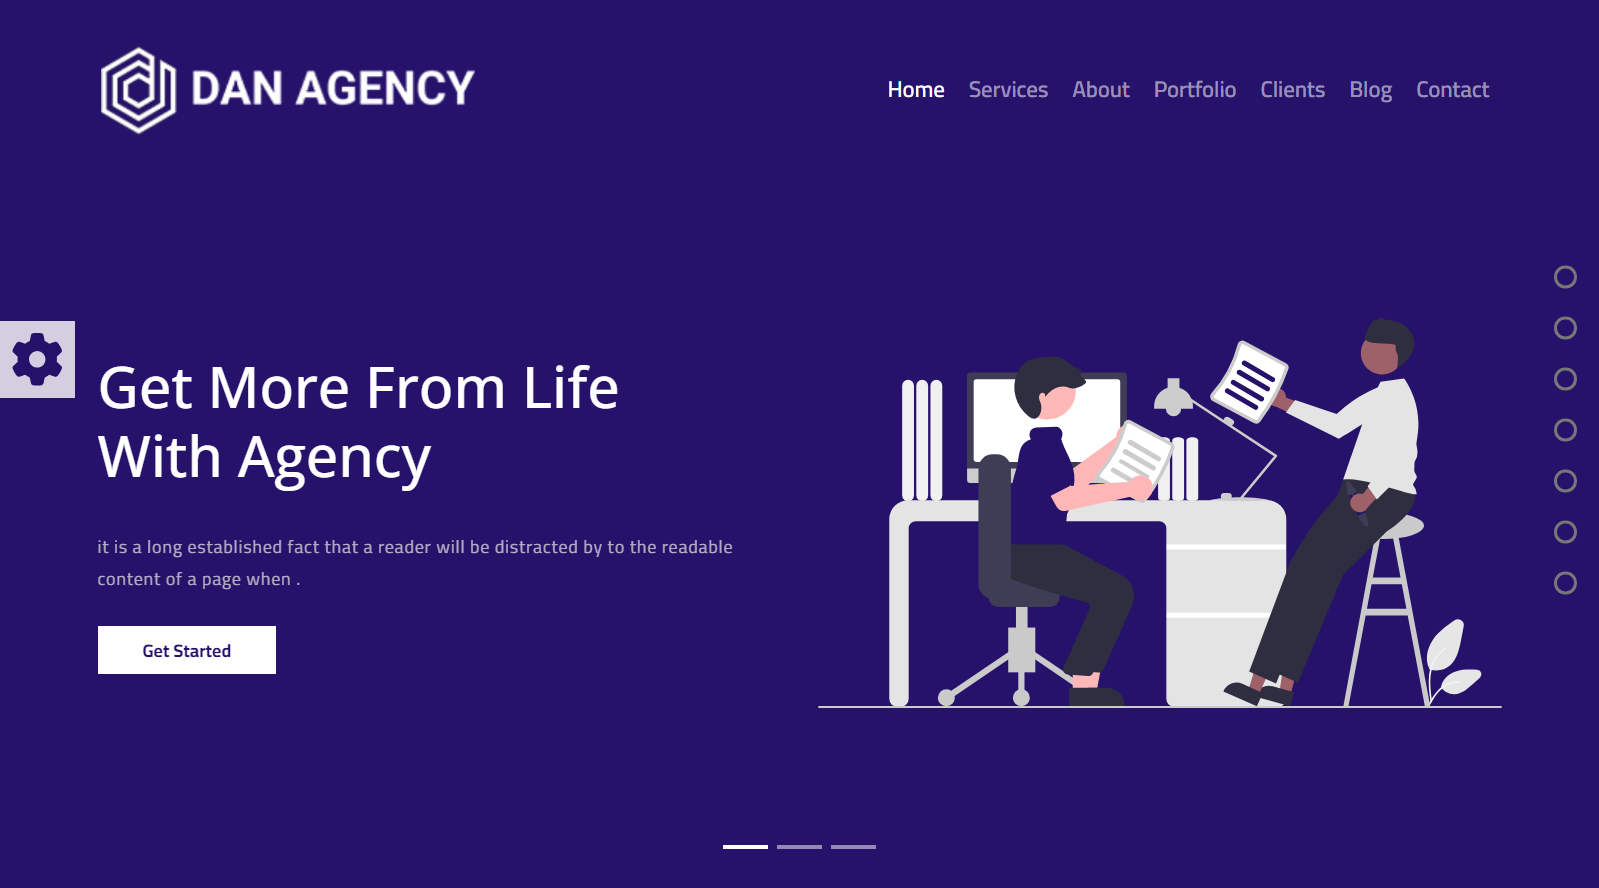 DAN AGENCY
Home Services About Portfolio Clients Blog Contact
Get More From Life
With Agency
it is a long established fact that a reader will be distracted by to the readable
content of a page when .
Get Started